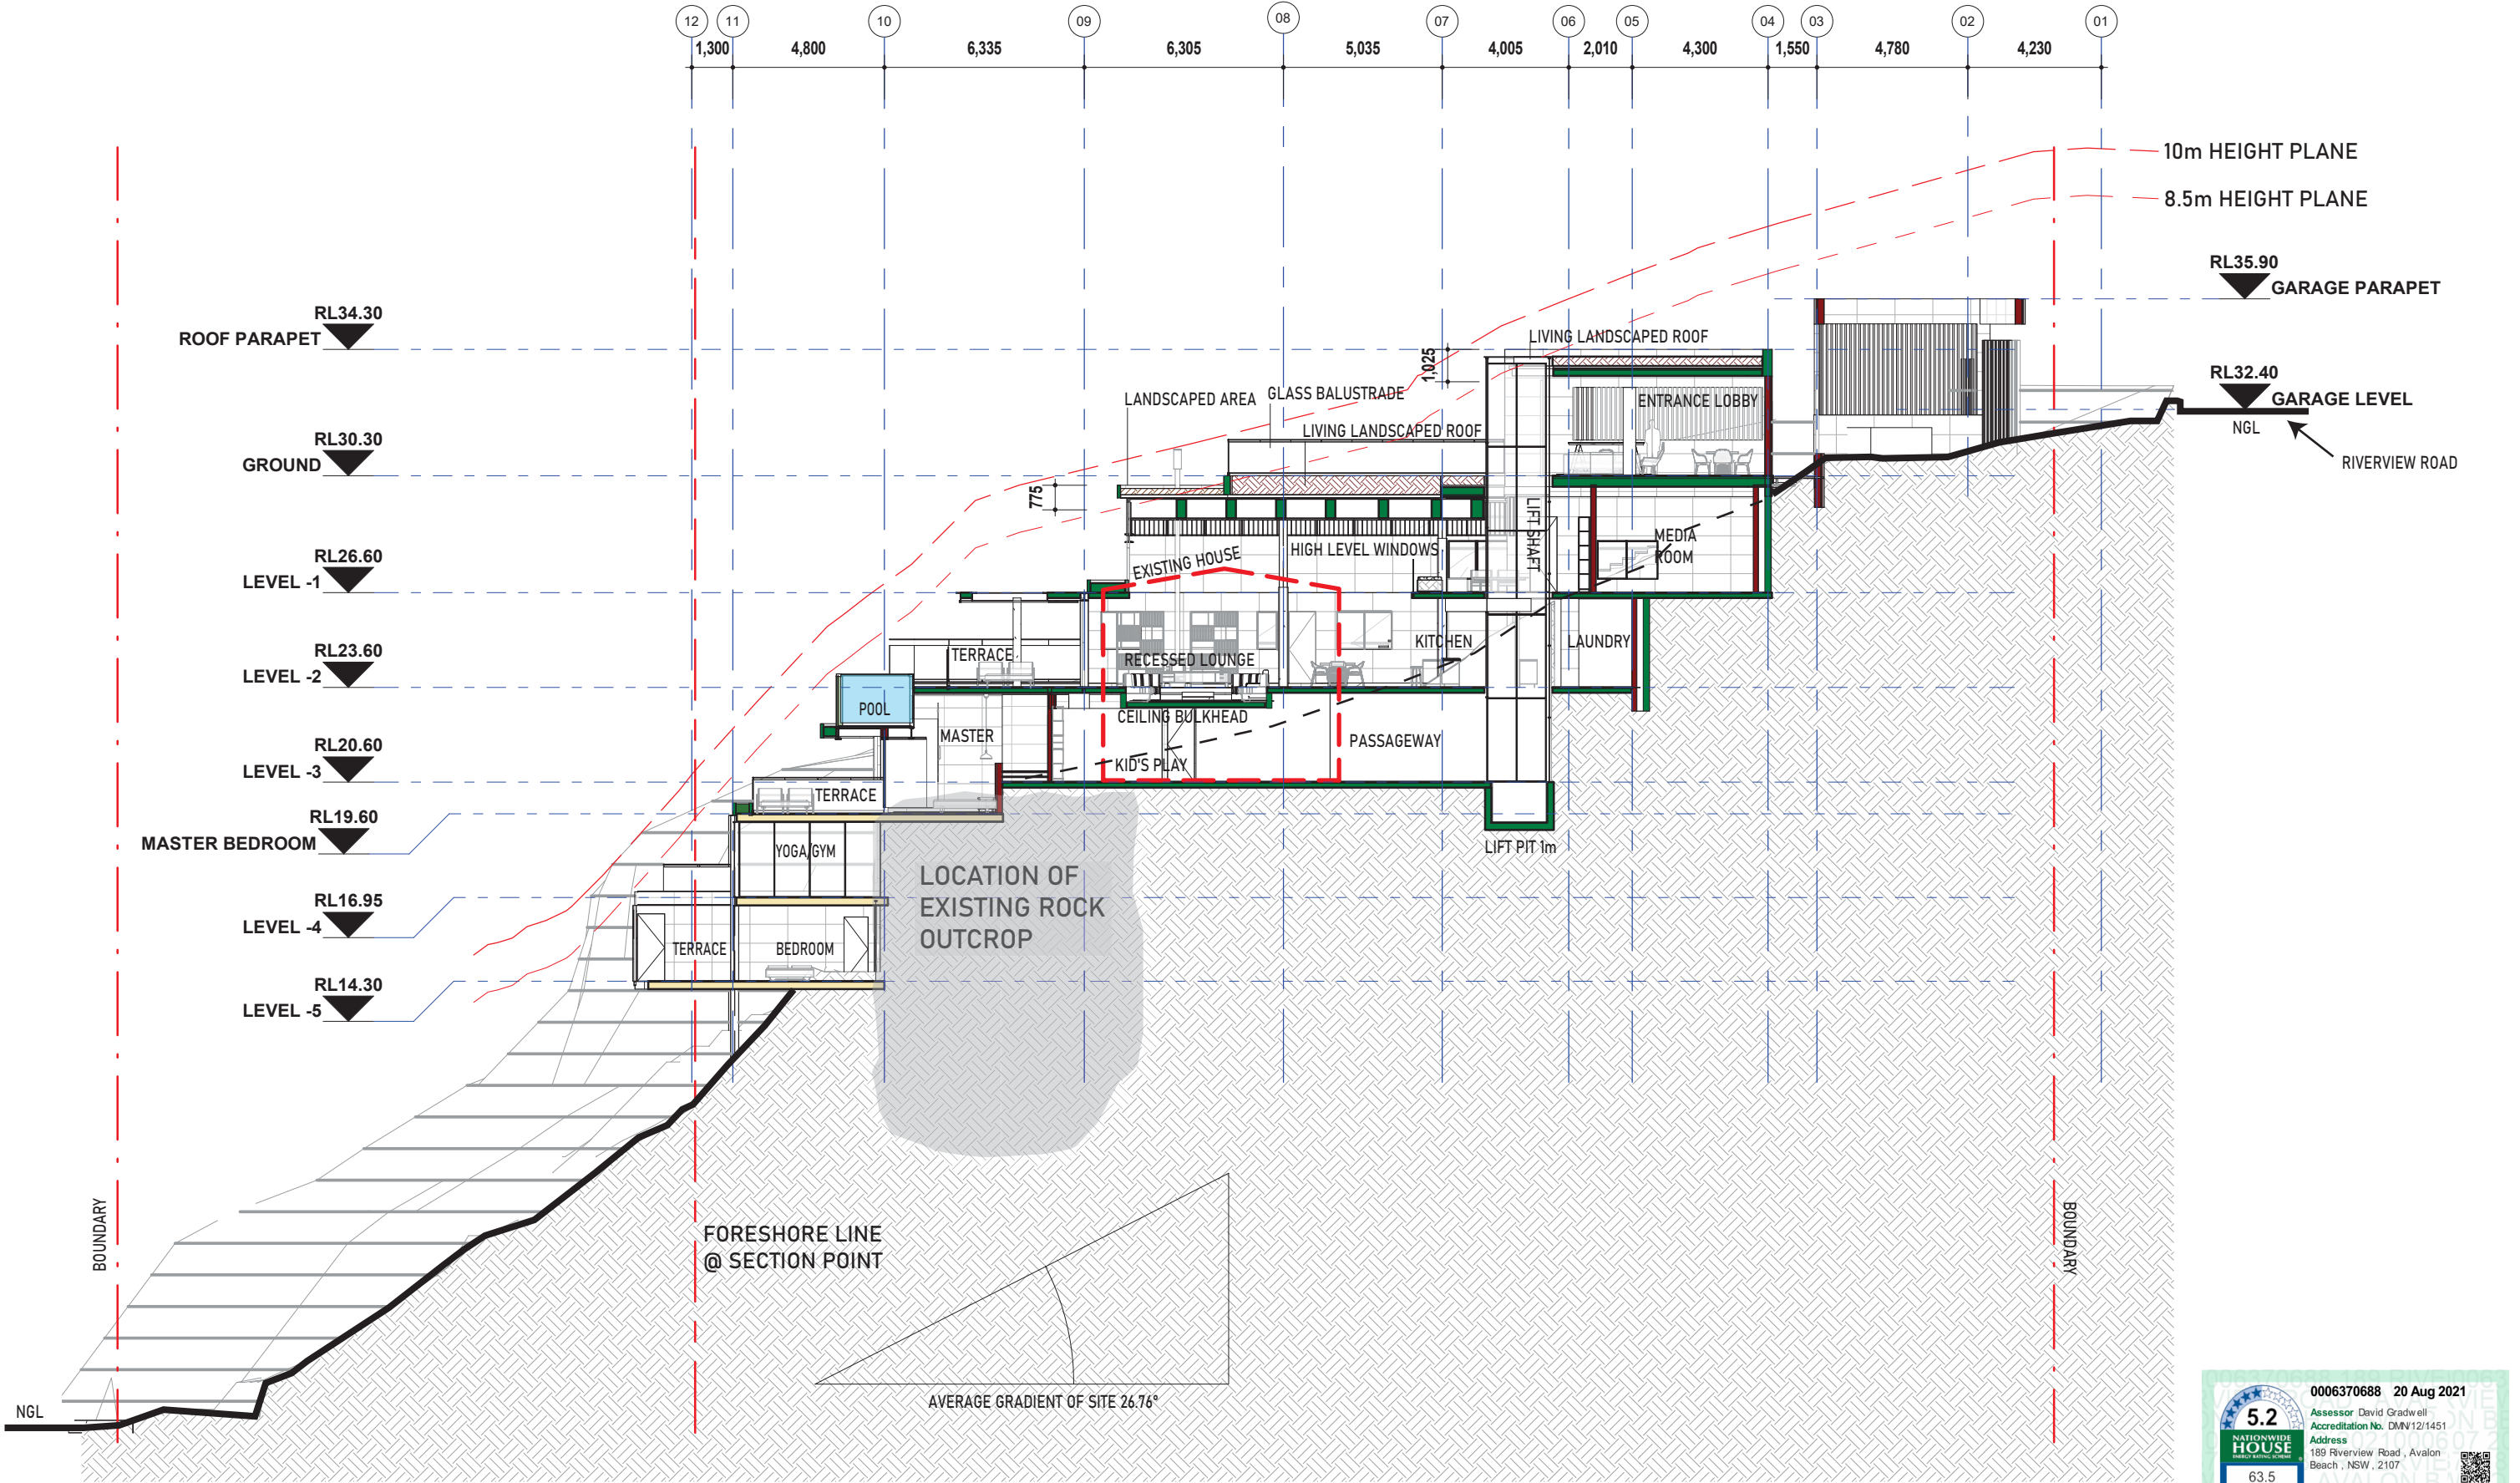 12 11 10 09 08 07 06 05 04 03 02 01
1,300 4,800 6,335 6,305 5,035 4,005 2,010 4,300 1,550 4,780 4,230
10m HEIGHT PLANE
8.5m HEIGHT PLANE
RL35.90
GARAGE PARAPET
RL34.30
ROOF PARAPET
LIVING LANDSCAPED ROOF
1,025
RL32.40
GARAGE LEVEL
NGL
RIVERVIEW ROAD
LANDSCAPED AREA
GLASS BALUSTRADE
ENTRANCE LOBBY
LIVING LANDSCAPED ROOF
RL30.30
GROUND
775
LIFT SHAFT
MEDIA
ROOM
HIGH LEVEL WINDOWS
EXISTING HOUSE
RL26.60
LEVEL -1
TERRACE
RECESSED LOUNGE
KITCHEN
LAUNDRY
RL23.60
LEVEL -2
POOL
CEILING BULKHEAD
MASTER
PASSAGEWAY
KID'S PLAY
RL20.60
LEVEL -3
TERRACE
RL19.60
MASTER BEDROOM
YOGA/GYM
LIFT PIT 1m
LOCATION OF
EXISTING ROCK
OUTCROP
RL16.95
LEVEL -4
TERRACE
BEDROOM
RL14.30
LEVEL -5
BOUNDARY
FORESHORE LINE
@ SECTION POINT
BOUNDARY
AVERAGE GRADIENT OF SITE 26.76°
NGL
0006370688 20 Aug 2021
5.2
Assessor David Gradwell
Accreditation No. DMN/12/1451
Address
189 Riverview Road , Avalon
Beach , NSW , 2107
NATIONWIDE
HOUSE
ENERGY RATING SCHEME
63.5